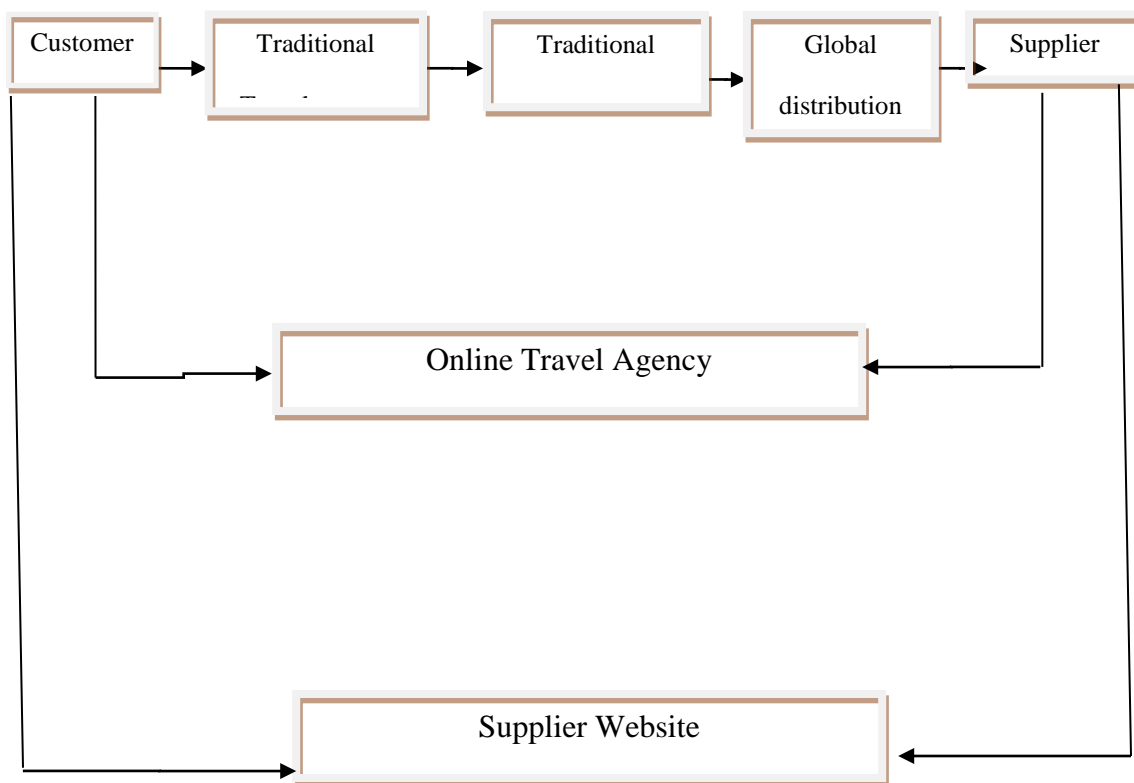 Customer
Traditional
Traditional
Global
distribution
Supplier
Online Travel Agency
Supplier Website